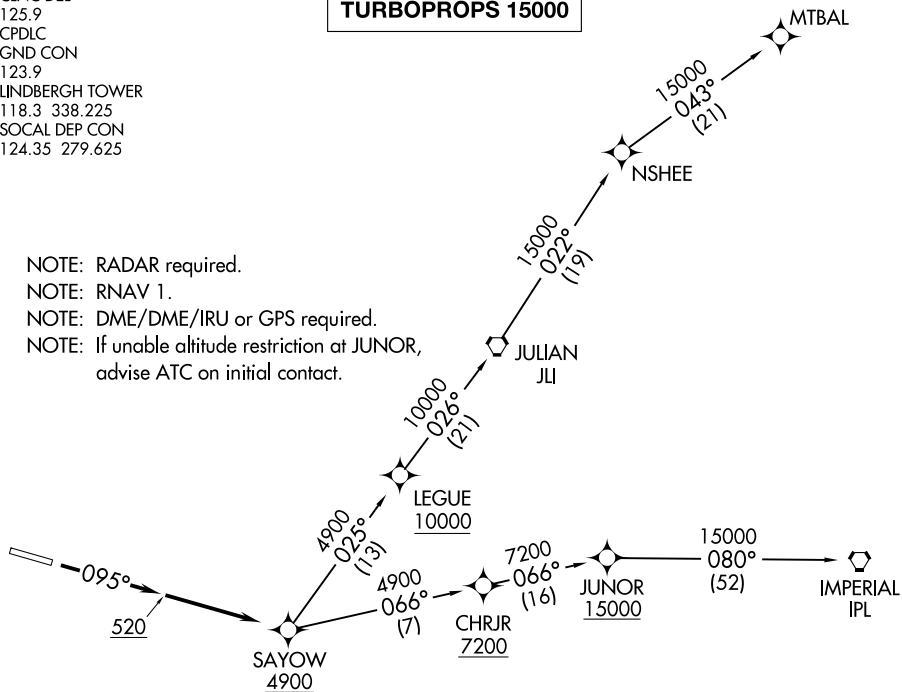 125.9
CPDLC
GND CON
123.9
LINDBERGH TOWER
118.3 338.225
SOCAL DEP CON
124.35 279.625
TURBOPROPS 15000
MTBAL
15000
043°
(21)
NSHEE
15000
022°
(19)
NOTE: RADAR required.
NOTE: RNAV 1.
NOTE: DME/DME/IRU or GPS required.
NOTE: If unable altitude restriction at JUNOR,
advise ATC on initial contact.
JULIAN
JLI
10000
026°
(21)
LEGUE
10000
4900
025°
(13)
095°
520
SAYOW
4900
4900
066°
(7)
CHRJR
7200
7200
066°
(16)
JUNOR
15000
15000
080°
(52)
IMPERIAL
IPL